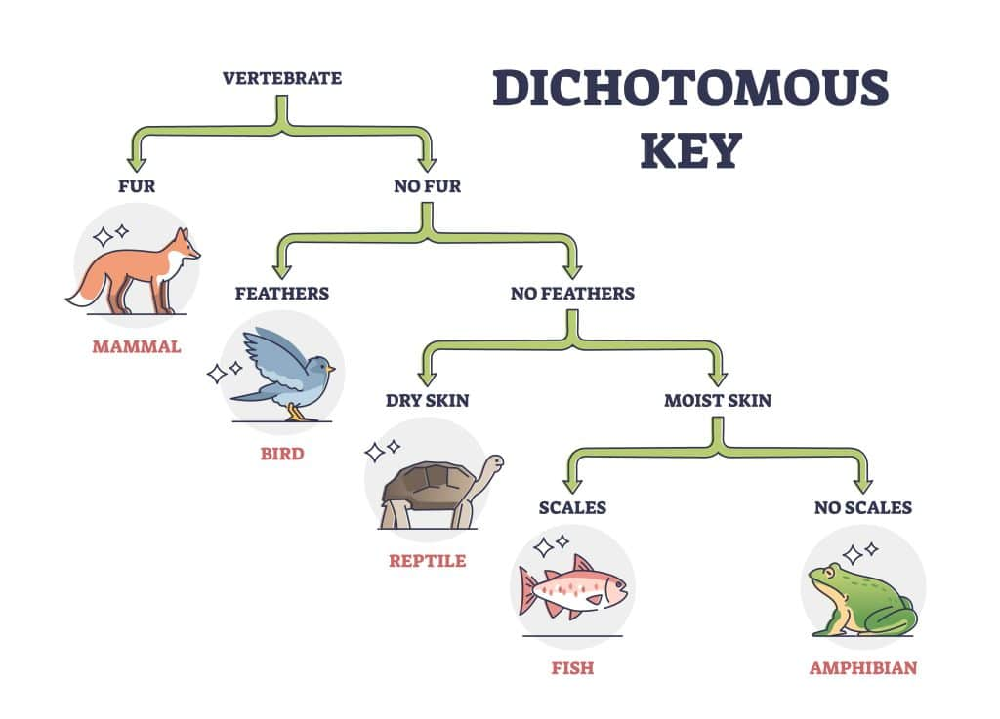 VERTEBRATE
DICHOTOMOUS
KEY
FUR
NO FUR
MAMMAL
FEATHERS
NO FEATHERS
BIRD
DRY SKIN
MOIST SKIN
REPTILE
SCALES
NO SCALES
FISH
AMPHIBIAN